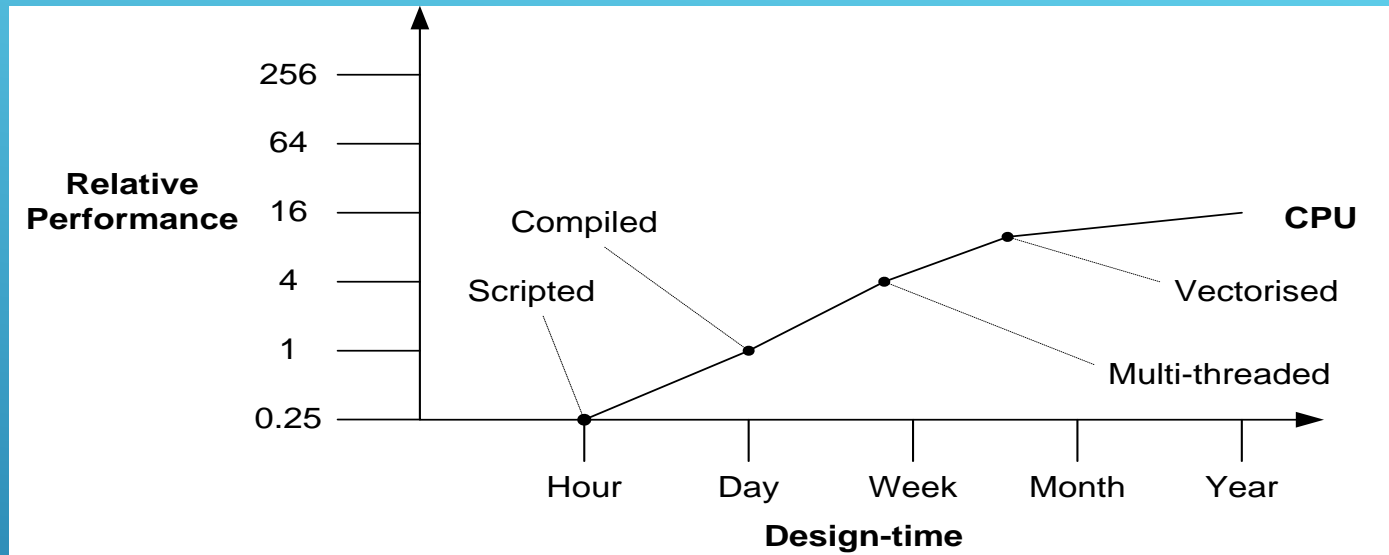 256
64
Relative
Performance
16
CPU
Compiled
4
Scripted
Vectorised
1
Multi-threaded
0.25
Hour Day Week Month Year
Design-time